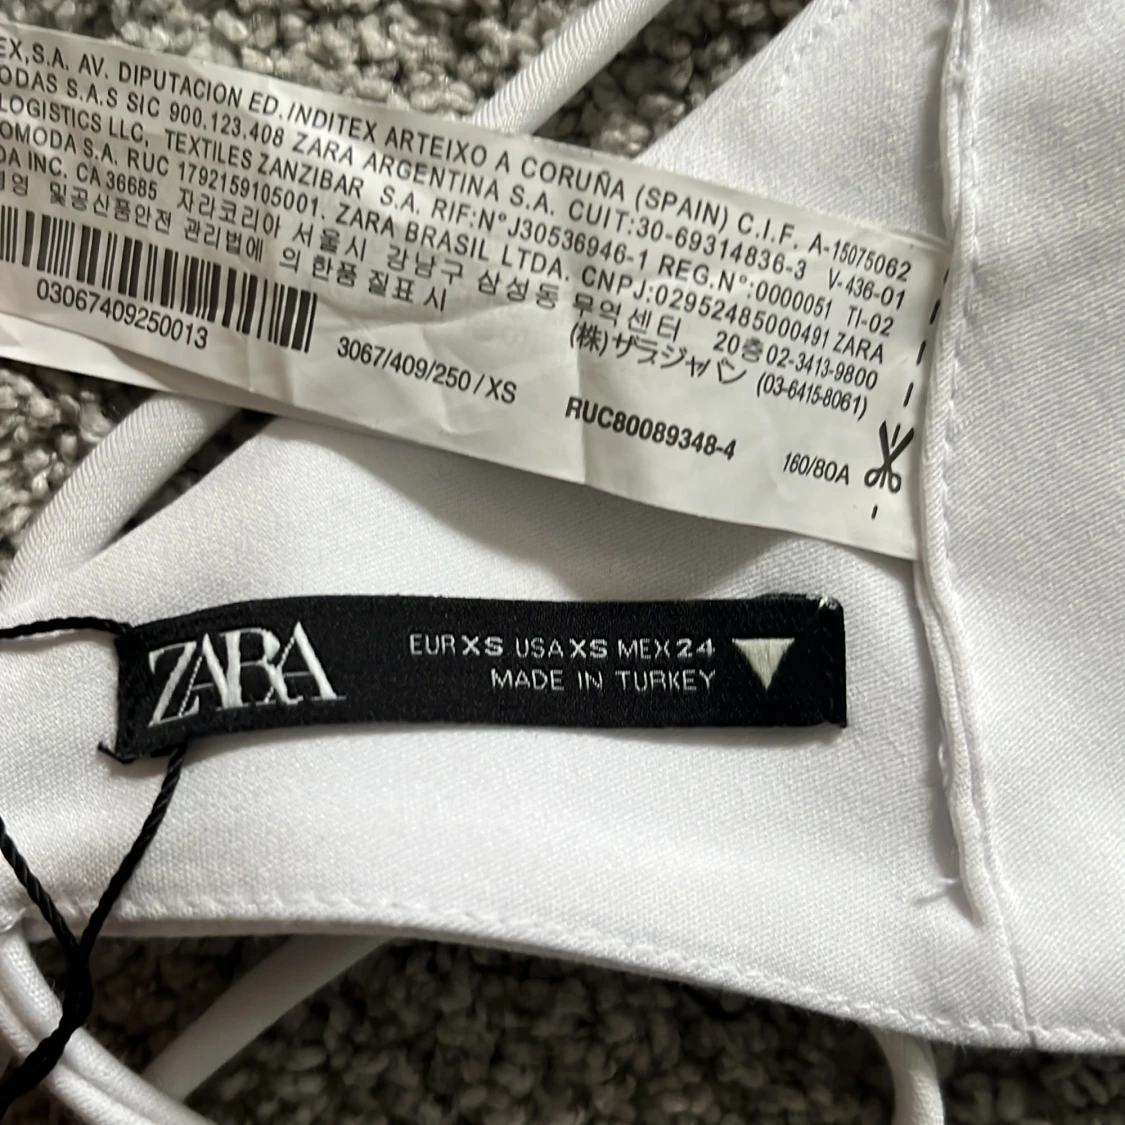 EX,S.A. AV. DIPUTACION ED.INDITEX ARTEIXO A CORUÑA (SPAIN) C.I.F. A-15075062
ODAS S.A.S SIC 900.123.408 ZARA ARGENTINA S.A. CUIT:30-69314836-3 V-436-01
LOGISTICS LLC, TEXTILES ZANZIBAR S.A. RIF:Nº J30536946-1 REG.Nº:0000051 TI-02
OMODA S.A. RUC 1792159105001. ZARA BRASIL LTDA. CNPJ:02952485000491 ZARA
DA INC. CA 36685 자라코리아 서울시 강남구 삼성동 무역센터 20층 02-3413-9800
및공산품안전 관리법에 의한품 질표 시 (株)ザラジャパン (03-6415-8061)
03067409250013
3067/409/250 / XS
RUC80089348-4
160/80A
ZARA
EUR XS USA XS MEX 24
MADE IN TURKEY